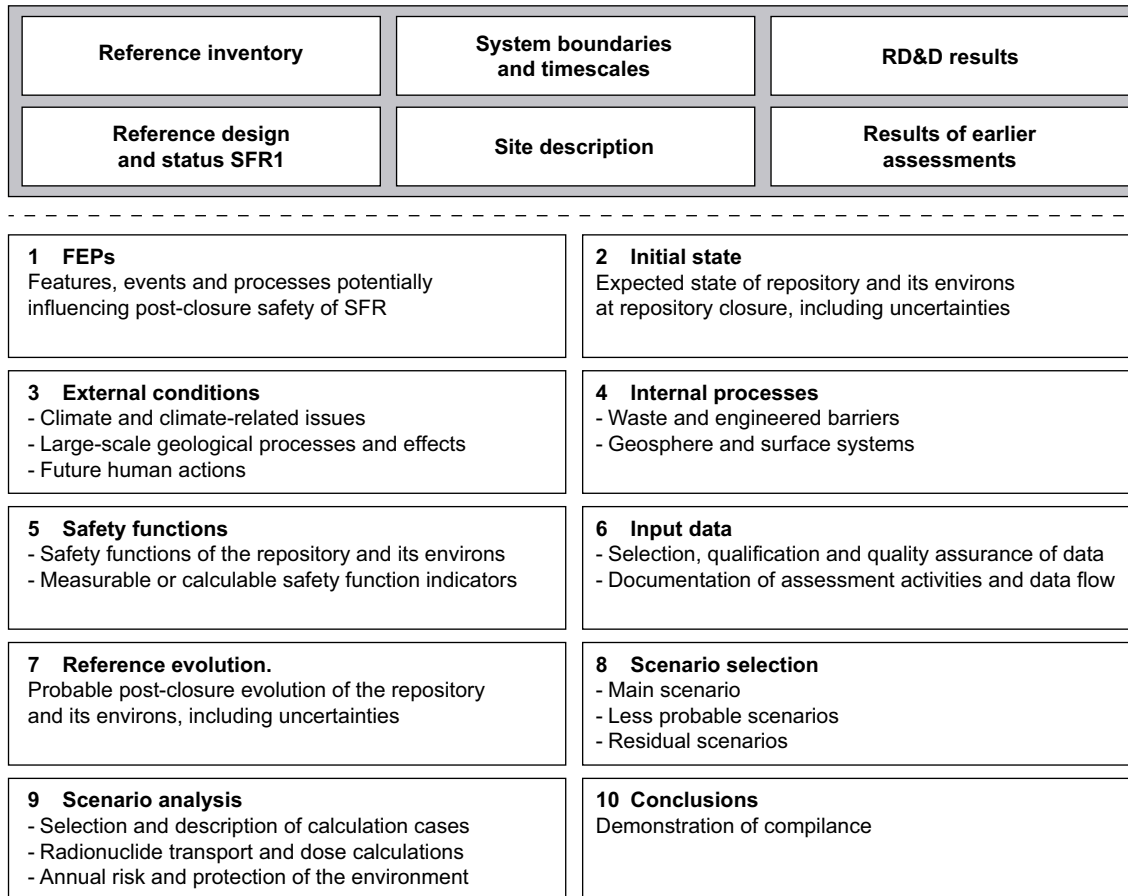 Reference inventory
System boundaries
and timescales
RD&D results
Reference design
and status SFR1
Site description
Results of earlier
assessments
1 FEPs
Features, events and processes potentially
influencing post-closure safety of SFR
2 Initial state
Expected state of repository and its environs
at repository closure, including uncertainties
3 External conditions
- Climate and climate-related issues
- Large-scale geological processes and effects
- Future human actions
4 Internal processes
- Waste and engineered barriers
- Geosphere and surface systems
5 Safety functions
- Safety functions of the repository and its environs
- Measurable or calculable safety function indicators
6 Input data
- Selection, qualification and quality assurance of data
- Documentation of assessment activities and data flow
7 Reference evolution.
Probable post-closure evolution of the repository
and its environs, including uncertainties
8 Scenario selection
- Main scenario
- Less probable scenarios
- Residual scenarios
9 Scenario analysis
- Selection and description of calculation cases
- Radionuclide transport and dose calculations
- Annual risk and protection of the environment
10 Conclusions
Demonstration of compilance